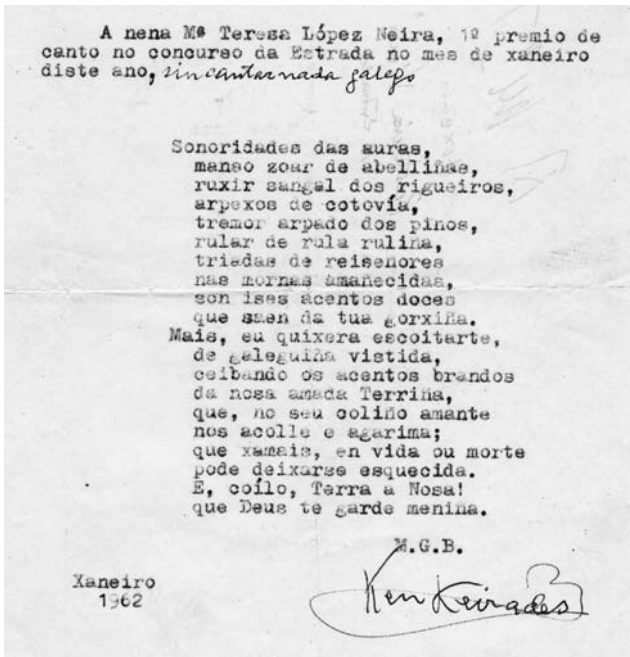 A nena Mª Teresa López Neira, 1º premio de
canto no concurso da Estrada no mes de xaneiro
diste ano, sin cantar nada galego
Sonoridades das auras,
manso zoar de abelliñas,
ruxir sangal dos rigueiros,
arpexos de cotovía,
tremor arpado dos pinos,
rular de rula ruliña,
triadas de reiseñores
nas mornas amañecidas,
son ises acentos doces
que saen da tua gorxiña.
Mais, eu quixera escoitarte,
de galeguiña vistida,
ceibando os acentos brandos
da nosa amada Terriña,
que, no seu coliño amante
nos acolle e agarima;
que xamais, en vida ou morte
pode deixarse esquecida.
E, coílo, Terra a Nosa!
que Deus te garde menina.
M.G.B.
Xaneiro
1962
Ken Keirades